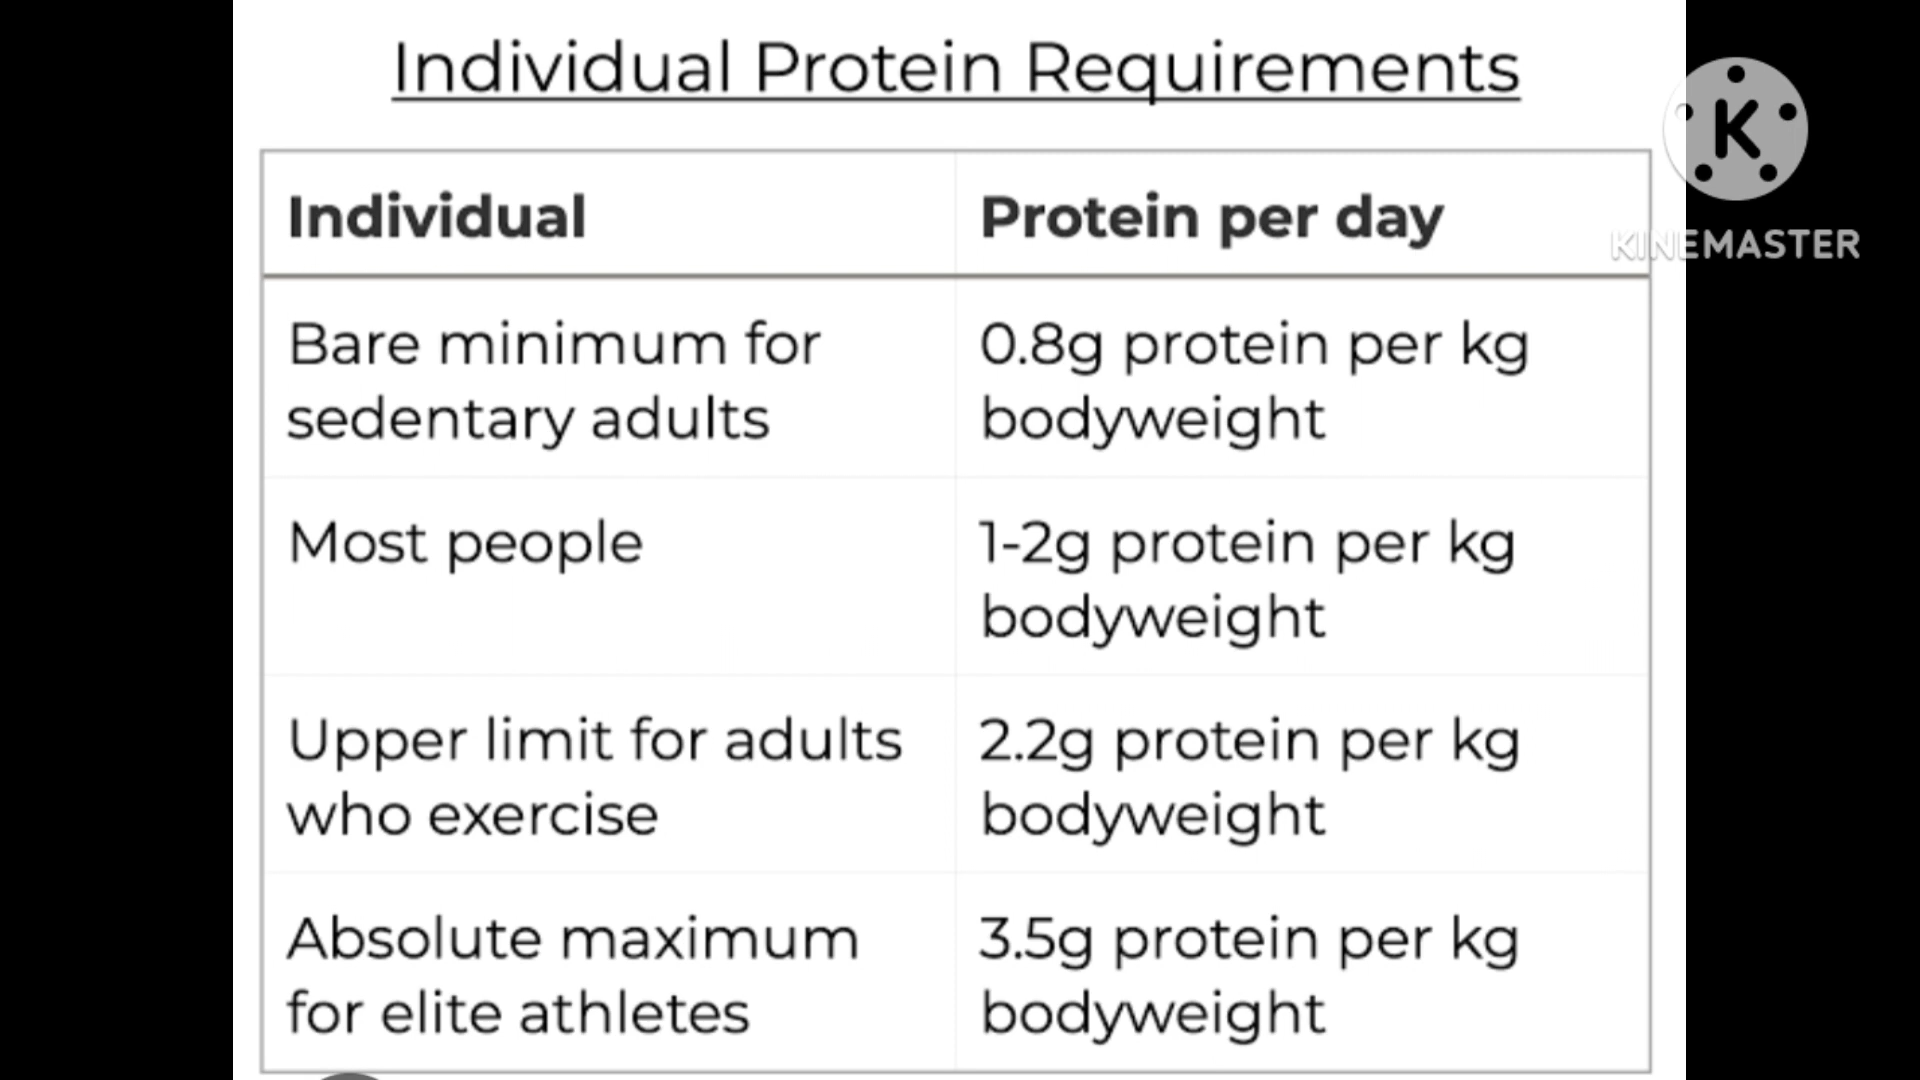 Individual Protein Requirements
Individual
Protein per day
Bare minimum for
sedentary adults
0.8g protein per kg
bodyweight
Most people
1-2g protein per kg
bodyweight
Upper limit for adults
who exercise
2.2g protein per kg
bodyweight
Absolute maximum
for elite athletes
3.5g protein per kg
bodyweight
K
KINEMASTER